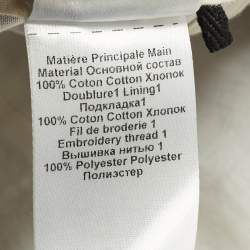 Matière Principale Main
Material Основной состав
100% Coton Cotton Хлопок
Doublure1 Lining1
Подкладка1
100% Coton Cotton Хлопок
Fil de broderie 1
Embroidery thread 1
Вышивка нитью 1
100% Polyester Polyester
Полиэстер